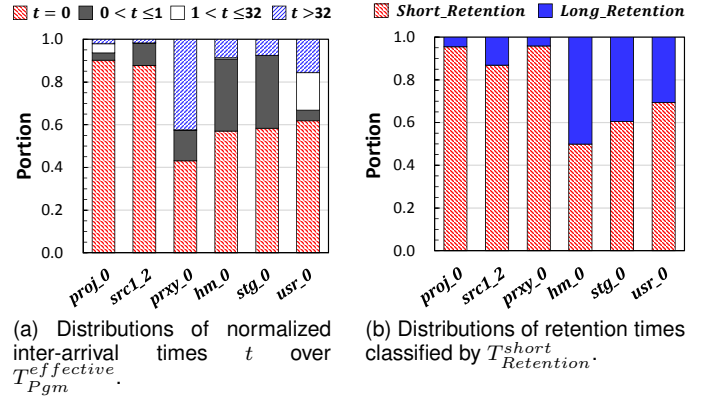 t = 0 0 < t ≤1 1 < t ≤32 t >32
Portion
1.0
0.8
0.6
0.4
0.2
0.0
proj_0 src1_2 prxy_0 hm_0 stg_0 usr_0
(a) Distributions of normalized
inter-arrival times t over
T_{Pgm}^{effective}.
Short_Retention Long_Retention
Portion
1.0
0.8
0.6
0.4
0.2
0.0
proj_0 src1_2 prxy_0 hm_0 stg_0 usr_0
(b) Distributions of retention times
classified by T_{Retention}^{short}.